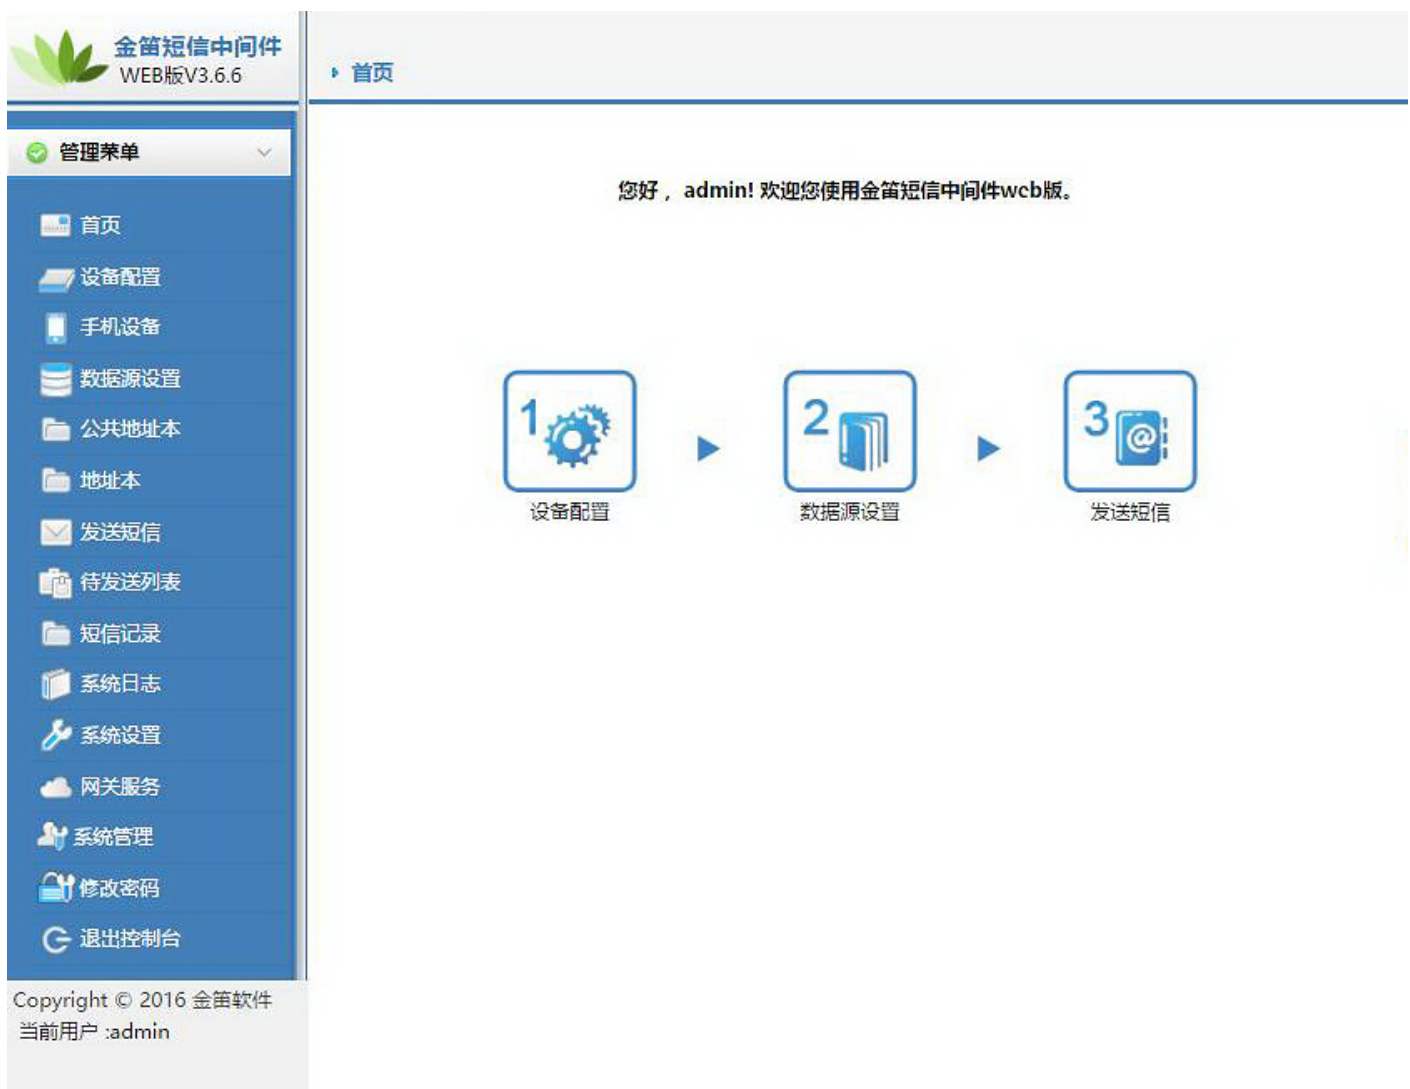 金笛短信中间件
WEB版V3.6.6
首页
管理菜单
您好，admin! 欢迎您使用金笛短信中间件web版。
首页
设备配置
手机设备
数据源设置
公共地址本
地址本
发送短信
待发送列表
短信记录
系统日志
系统设置
网关服务
系统管理
修改密码
退出控制台
1
2
3
设备配置
数据源设置
发送短信
Copyright © 2016 金笛软件
当前用户 :admin